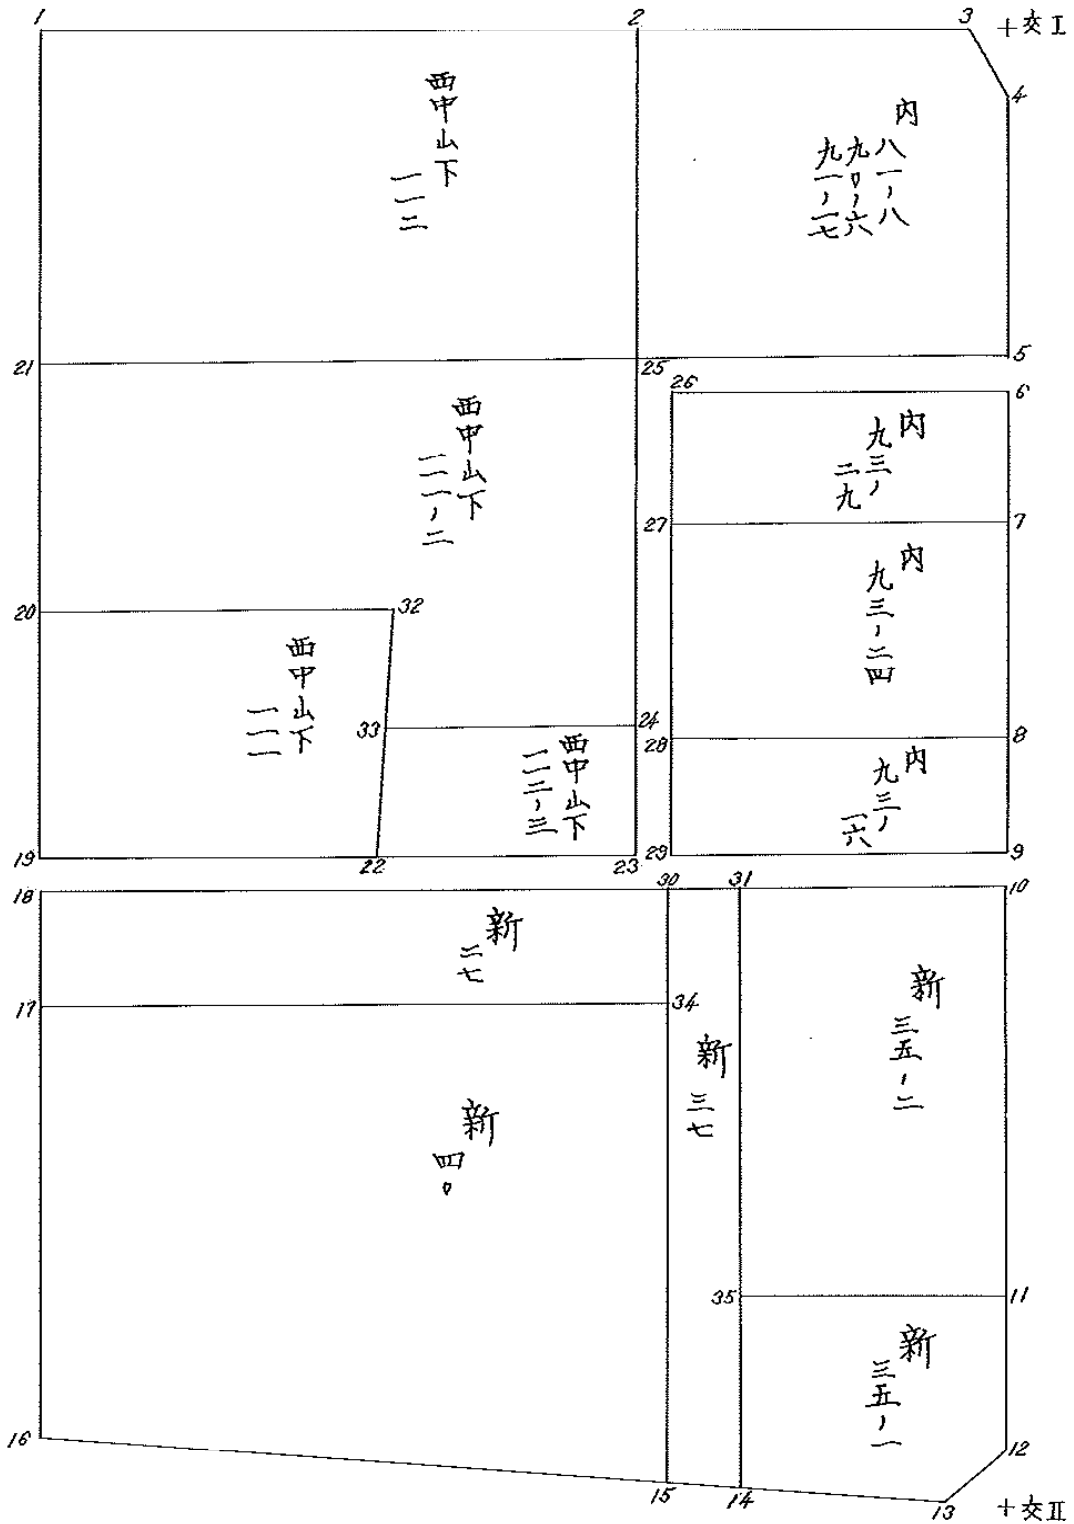 1
2
3
十交I
4
西中山下
一一二
内
八一ノ八
九〇ノ六
九一ノ一七
21
25
5
26
6
西中山下
一一一ノ二
内
九三ノ
二九
27
7
内
九三ノ二四
20
32
西中山下
一一一
33
24
28
8
西中山下
一一二ノ三
内
九三ノ
一六
19
22
23
29
9
18
30
31
10
新
二七
17
34
新
三七
新
三五ノ二
新
四〇
35
11
新
三五ノ一
16
12
15
14
13
十交II